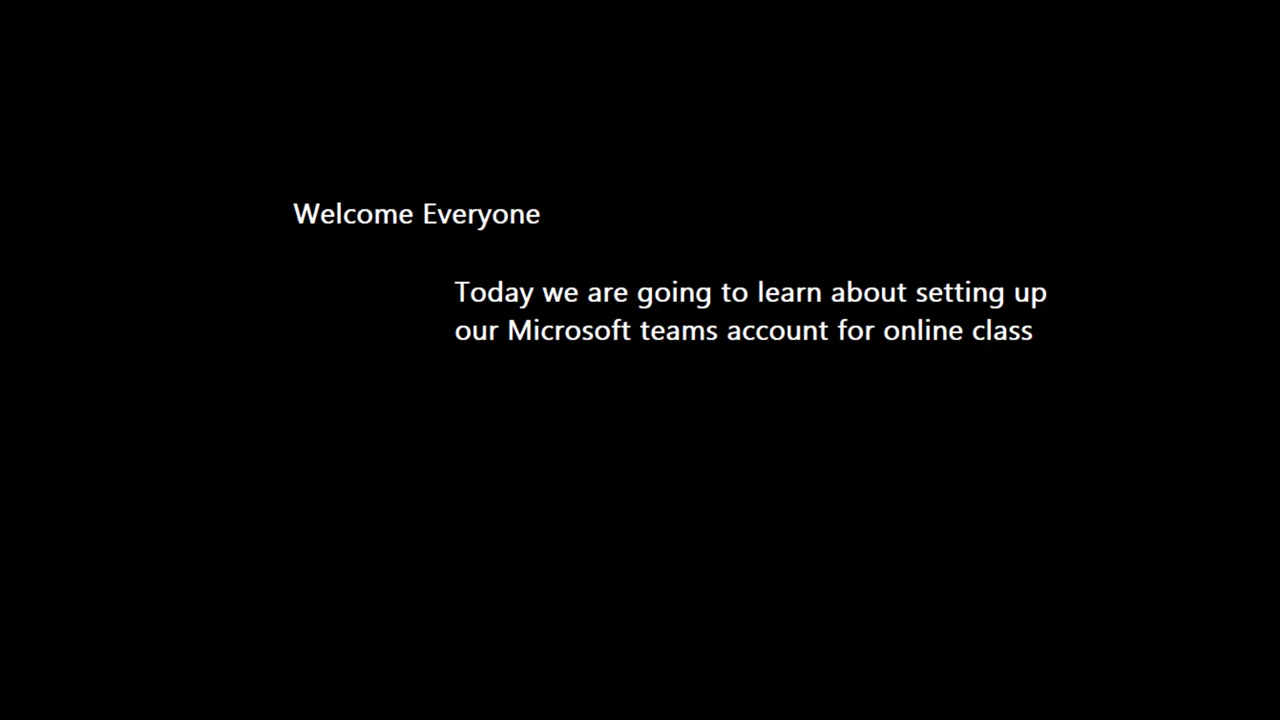 Welcome Everyone
Today we are going to learn about setting up
our Microsoft teams account for online class